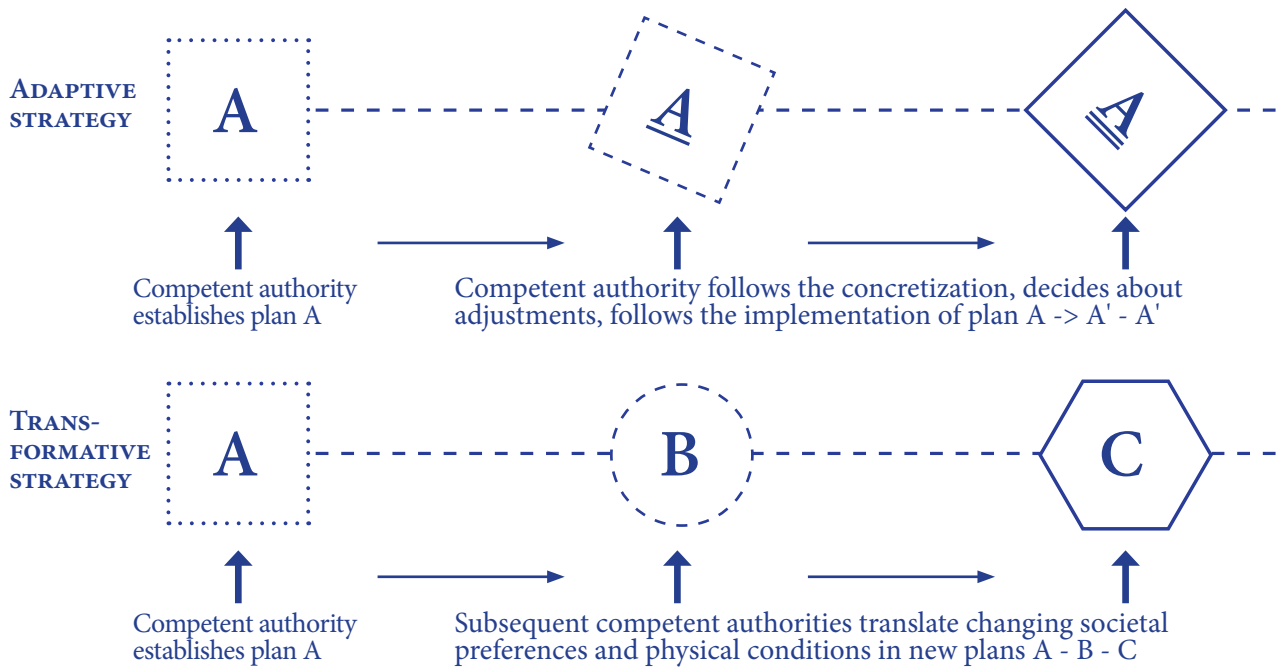 ADAPTIVE
STRATEGY
A
A
A
Competent authority
establishes plan A
Competent authority follows the concretization, decides about
adjustments, follows the implementation of plan A -> A' - A'
TRANS-
FORMATIVE
STRATEGY
A
B
C
Competent authority
establishes plan A
Subsequent competent authorities translate changing societal
preferences and physical conditions in new plans A - B - C